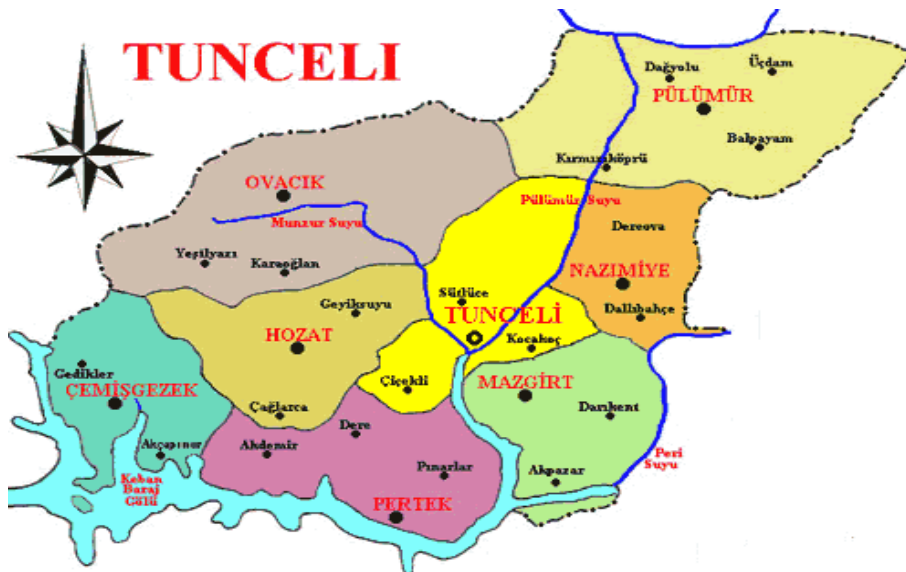 TUNCELI
Üçdam
Dağyolu
PÜLÜMÜR
Balpayam
Kırmızıköprü
OVACIK
Pülümür Suyu
Munzur Suyu
Dereova
Yeşilyazı
Karaoğlan
NAZIMİYE
Sütlüce
Geyiksuyu
Dallıbahçe
TUNCELİ
HOZAT
Kocakoç
Gedikler
ÇEMİŞGEZEK
Çiçekli
MAZGİRT
Çağlarca
Darıkent
Dere
Akdemir
Akçapınar
Peri
Suyu
Pınarlar
Akpazar
Keban
Baraj
Gölü
PERTEK